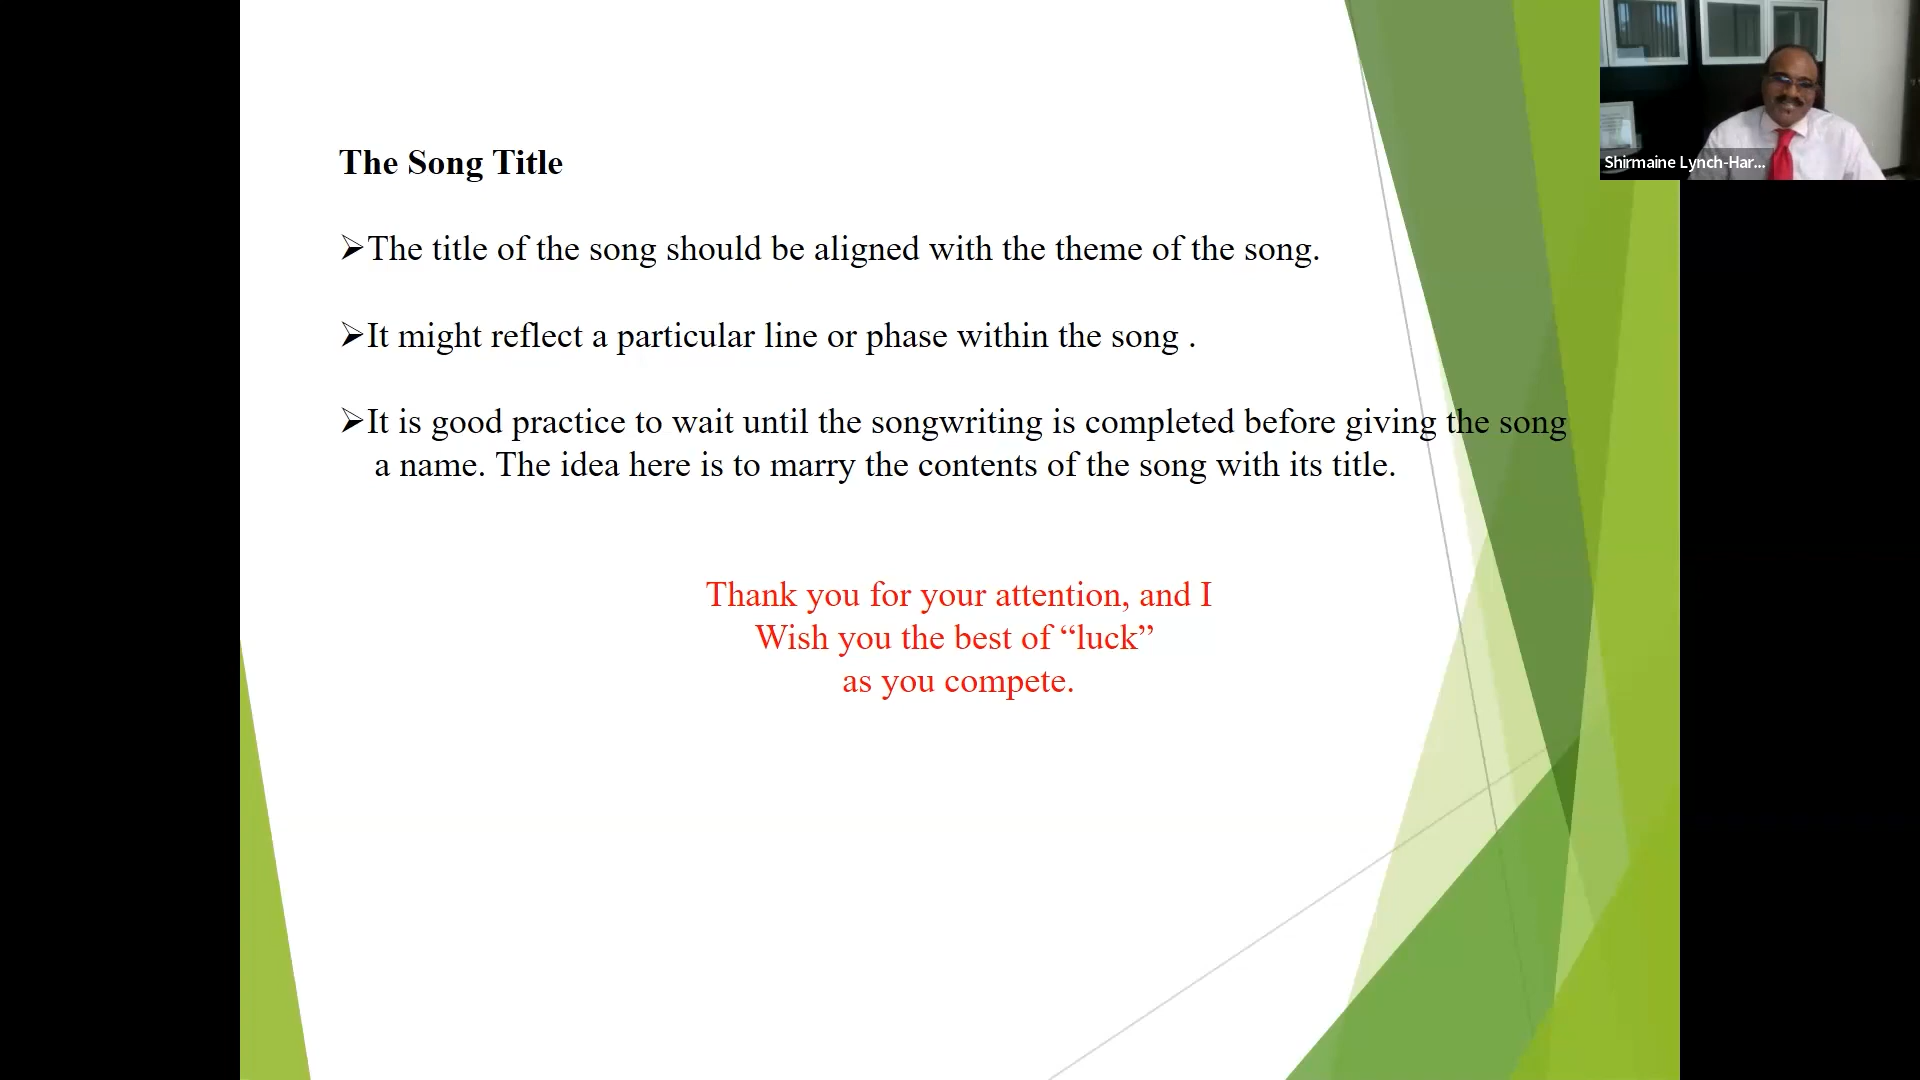 The Song Title
➢The title of the song should be aligned with the theme of the song.
➢It might reflect a particular line or phase within the song .
➢It is good practice to wait until the songwriting is completed before giving the song
a name. The idea here is to marry the contents of the song with its title.
Thank you for your attention, and I
Wish you the best of “luck”
as you compete.
Shirmaine Lynch-Har...